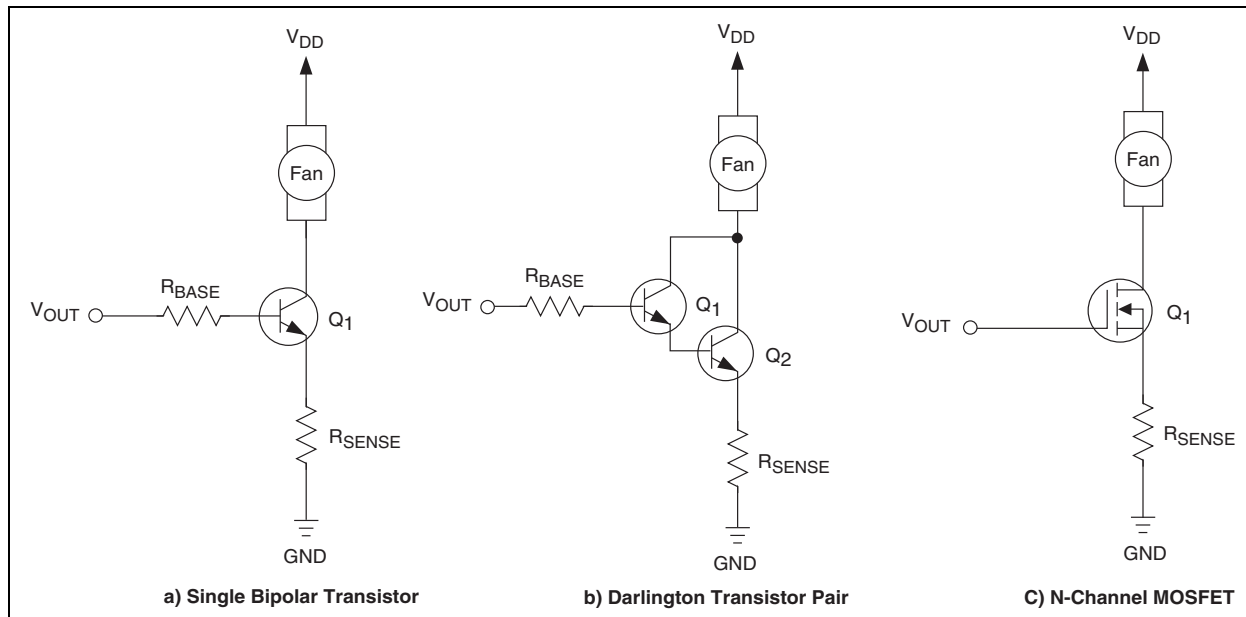 VDD
Fan
RBASE
VOUT
Q1
RSENSE
GND
a) Single Bipolar Transistor
VDD
Fan
RBASE
VOUT
Q1
Q2
RSENSE
GND
b) Darlington Transistor Pair
VDD
Fan
VOUT
Q1
RSENSE
GND
C) N-Channel MOSFET